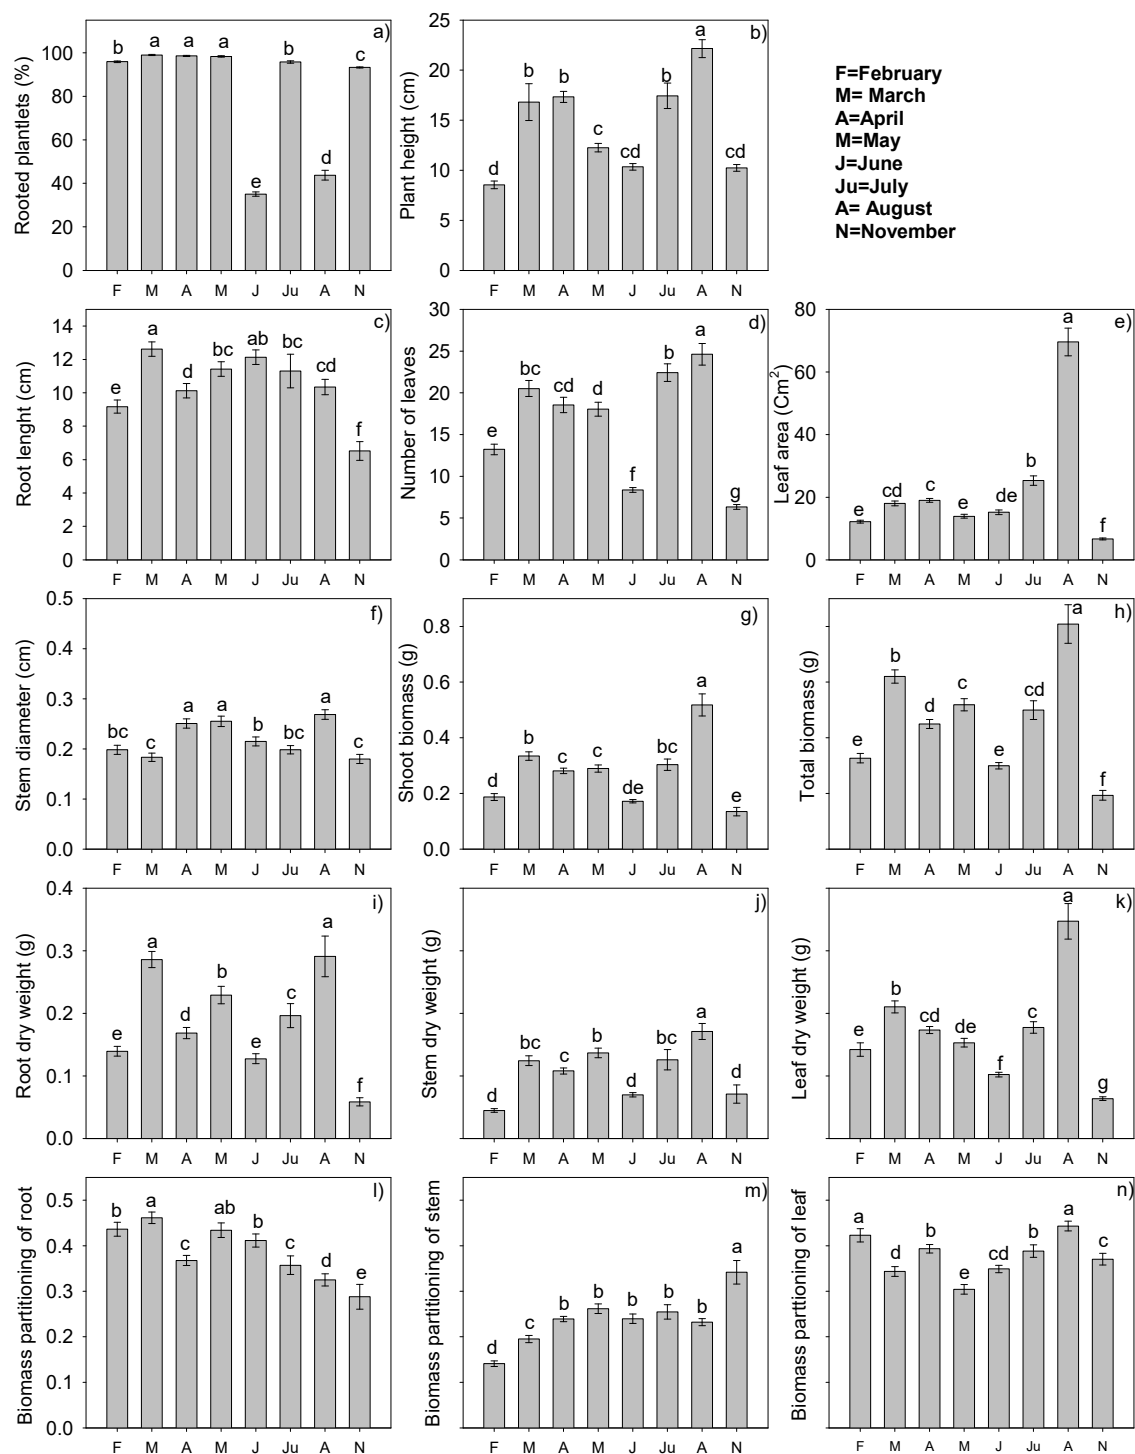 a)
Rooted plantlets (%)
100
80
60
40
20
0
b a a a e b d c
F M A M J Ju A N
b)
Plant height (cm)
25
20
15
10
5
0
d b b c cd b a cd
F M A M J Ju A N
F=February
M= March
A=April
M=May
J=June
Ju=July
A= August
N=November
c)
Root lenght (cm)
14
12
10
8
6
4
2
0
e a d bc ab bc cd f
F M A M J Ju A N
d)
Number of leaves
30
25
20
15
10
5
0
e bc cd d f b a g
F M A M J Ju A N
e)
Leaf area (Cm2)
80
60
40
20
0
e cd c e de b a f
F M A M J Ju A N
f)
Stem diameter (cm)
0.5
0.4
0.3
0.2
0.1
0.0
bc c a a b bc a c
F M A M J Ju A N
g)
Shoot biomass (g)
0.8
0.6
0.4
0.2
0.0
d b c c de bc a e
F M A M J Ju A N
h)
Total biomass (g)
e b d c e cd a f
F M A M J Ju A N
i)
Root dry weight (g)
0.4
0.3
0.2
0.1
0.0
e a d b e c a f
F M A M J Ju A N
j)
Stem dry weight (g)
d bc c b d bc a d
F M A M J Ju A N
k)
Leaf dry weight (g)
e b cd de f c a g
F M A M J Ju A N
l)
Biomass partitioning of root
0.5
0.4
0.3
0.2
0.1
0.0
b a c ab b c d e
F M A M J Ju A N
m)
Biomass partitioning of stem
d c b b b b b a
F M A M J Ju A N
n)
Biomass parttioning of leaf
a d b e cd b a c
F M A M J Ju A N